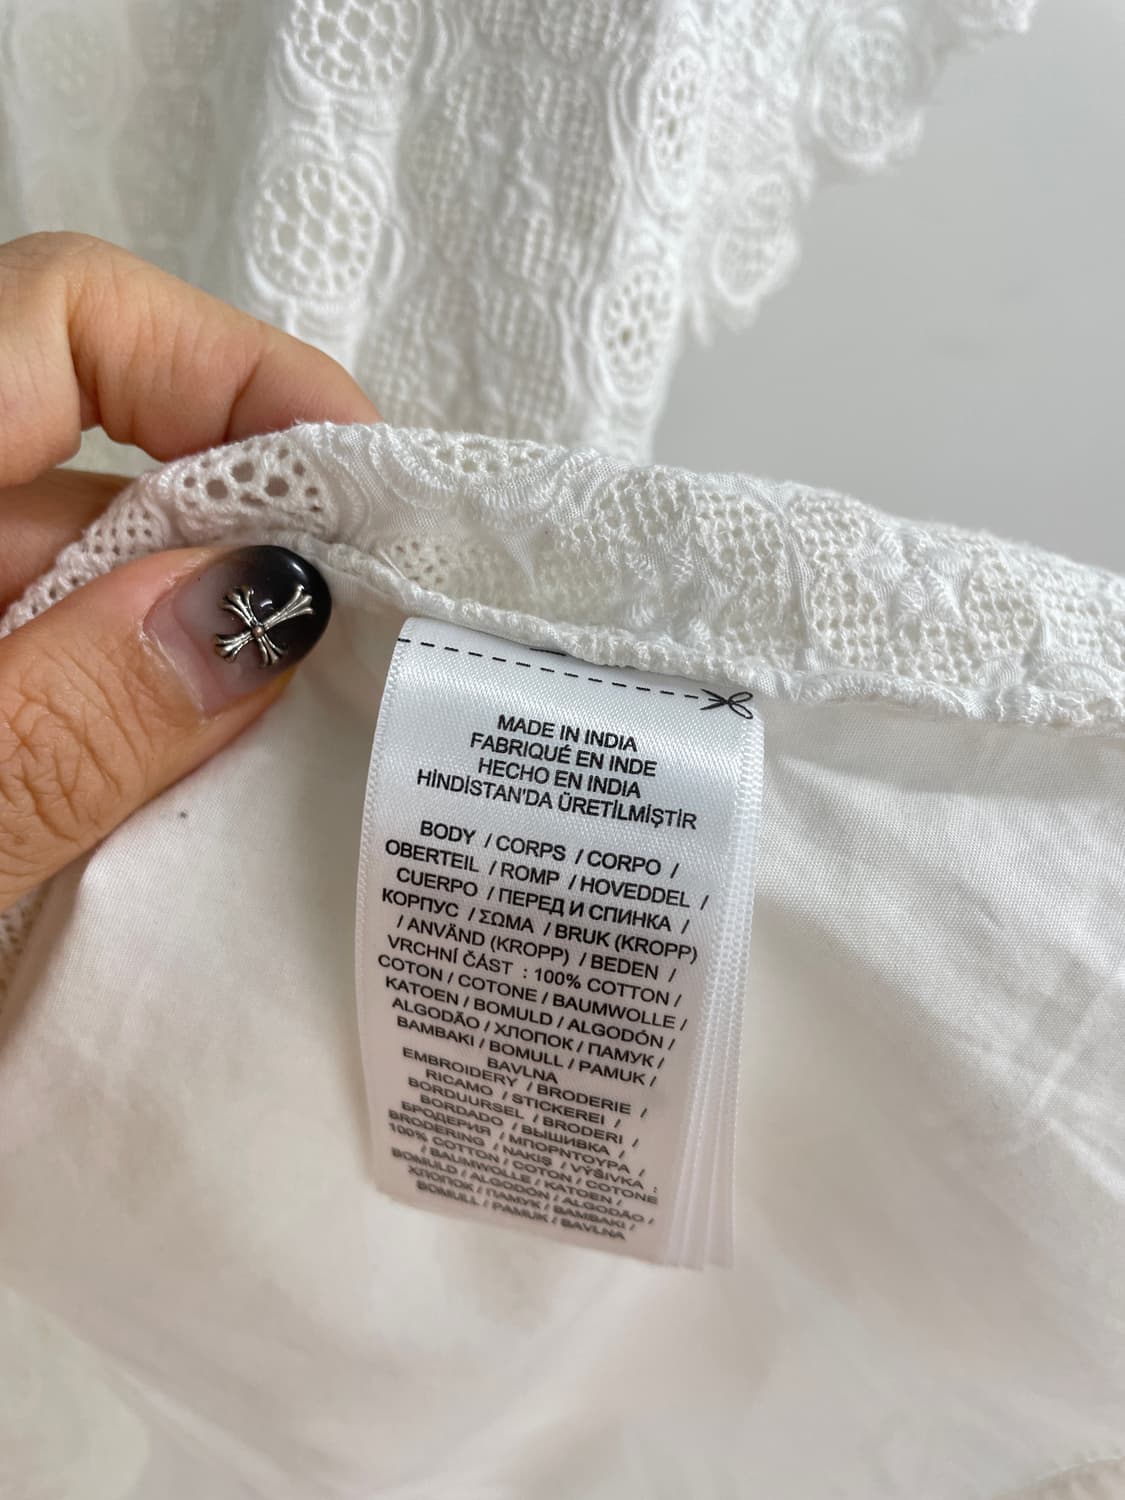 MADE IN INDIA
FABRIQUÉ EN INDE
HECHO EN INDIA
HİNDİSTAN'DA ÜRETİLMİŞTİR
BODY / CORPS / CORPO /
OBERTEIL / ROMP / HOVEDDEL /
CUERPO / ПЕРЕД И СПИНКА /
КОРПУС / ΣΩΜΑ / BRUK (KROPP)
/ ANVÄND (KROPP) / BEDEN /
VRCHNÍ ČÁST : 100% COTTON /
COTON / COTONE / BAUMWOLLE /
KATOEN / BOMULD / ALGODÓN /
ALGODÃO / ХЛОПОК / ПАМУК /
BAMBAKI / BOMULL / PAMUK /
BAVLNA
EMBROIDERY / BRODERIE /
RICAMO / STICKEREI /
BORDUURSEL / BRODERI /
BORDADO / ВЫШИВКА /
БРОДЕРИЯ / ΜΠΟΡΝΤΟΥΡΑ /
BRODERING / NAKIŞ / VÝŠIVKA :
100% COTTON / COTON / COTONE
/ BAUMWOLLE / KATOEN /
BOMULD / ALGODÓN / ALGODÃO /
ХЛОПОК / ПАМУК / BAMBAKI /
BOMULL / PAMUK / BAVLNA